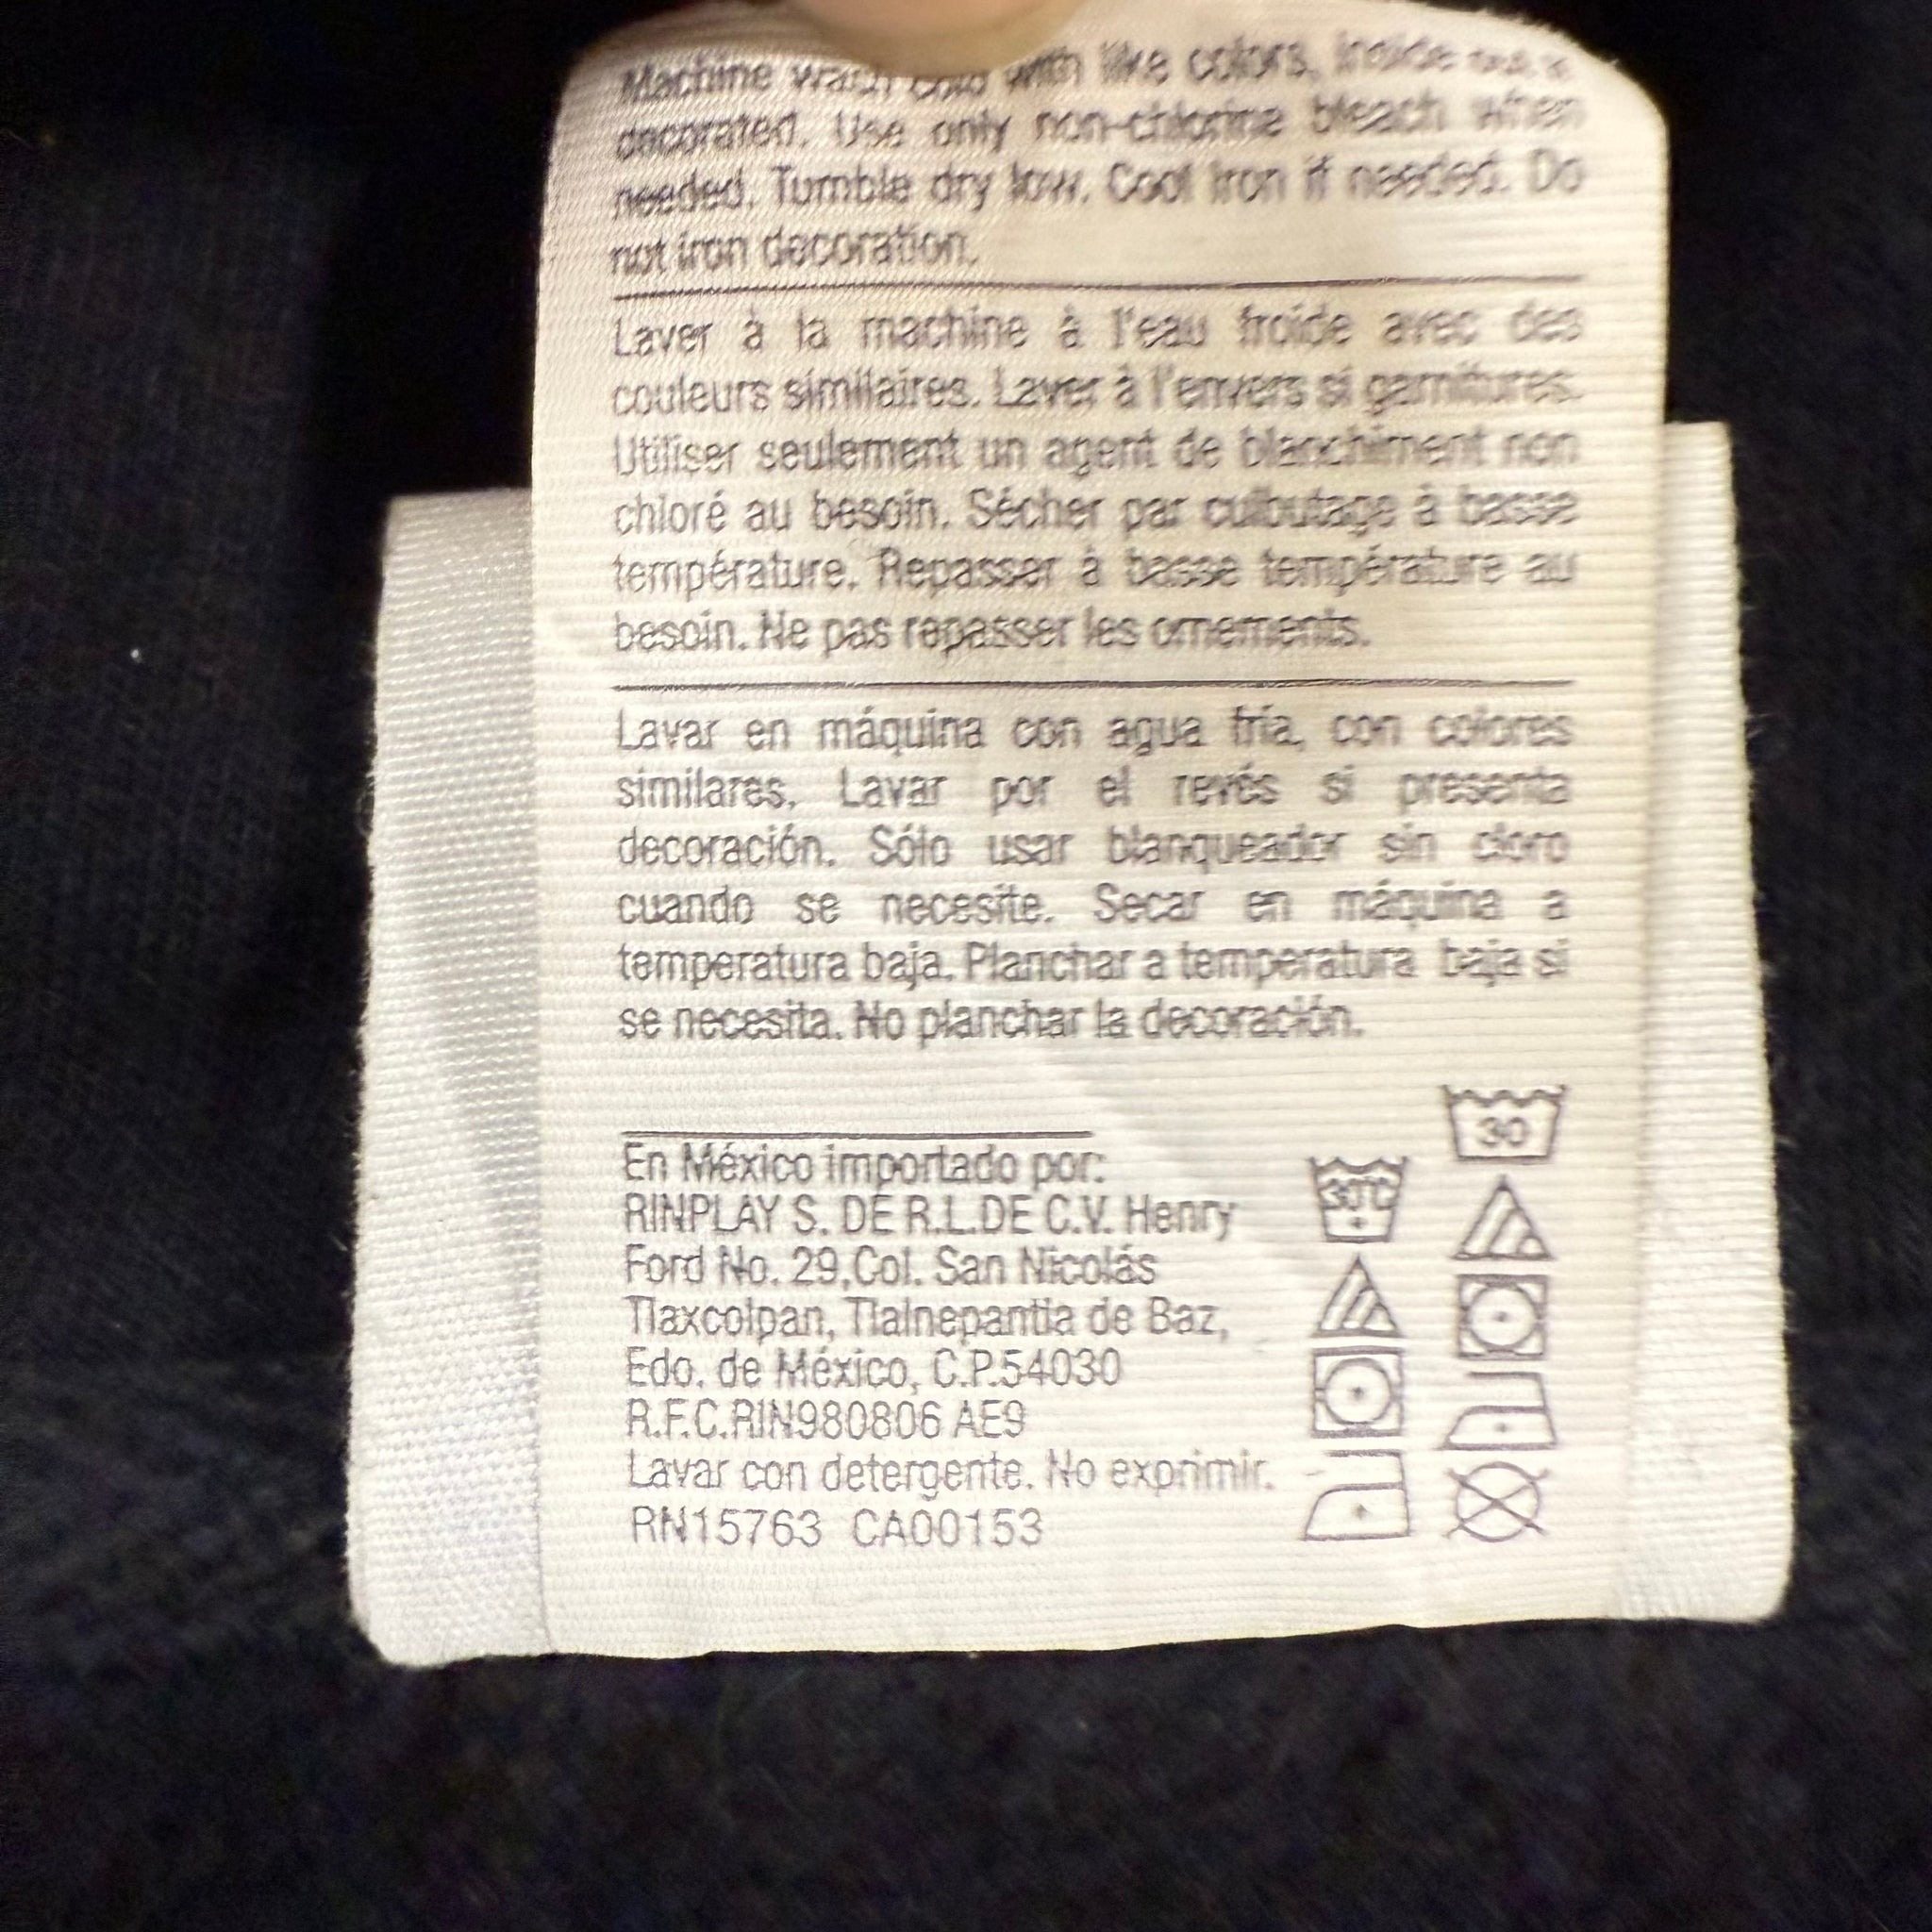 Machine wash cold with like colors, inside out if
decorated. Use only non-chlorine bleach when
needed. Tumble dry low. Cool iron if needed. Do
not iron decoration.
Laver à la machine à l'eau froide avec des
couleurs similaires. Laver à l'envers si garnitures.
Utiliser seulement un agent de blanchiment non
chloré au besoin. Sécher par culbutage à basse
température. Repasser à basse température au
besoin. Ne pas repasser les ornements.
Lavar en máquina con agua fría, con colores
similares. Lavar por el revés si presenta
decoración. Sólo usar blanqueador sin cloro
cuando se necesite. Secar en máquina a
temperatura baja. Planchar a temperatura baja si
se necesita. No planchar la decoración.
En México importado por:
RINPLAY S. DE R.L.DE C.V. Henry
Ford No. 29,Col. San Nicolás
Tlaxcolpan, Tlalnepantla de Baz,
Edo. de México, C.P.54030
R.F.C.RIN980806 AE9
Lavar con detergente. No exprimir.
RN15763 CA00153
30°C
30